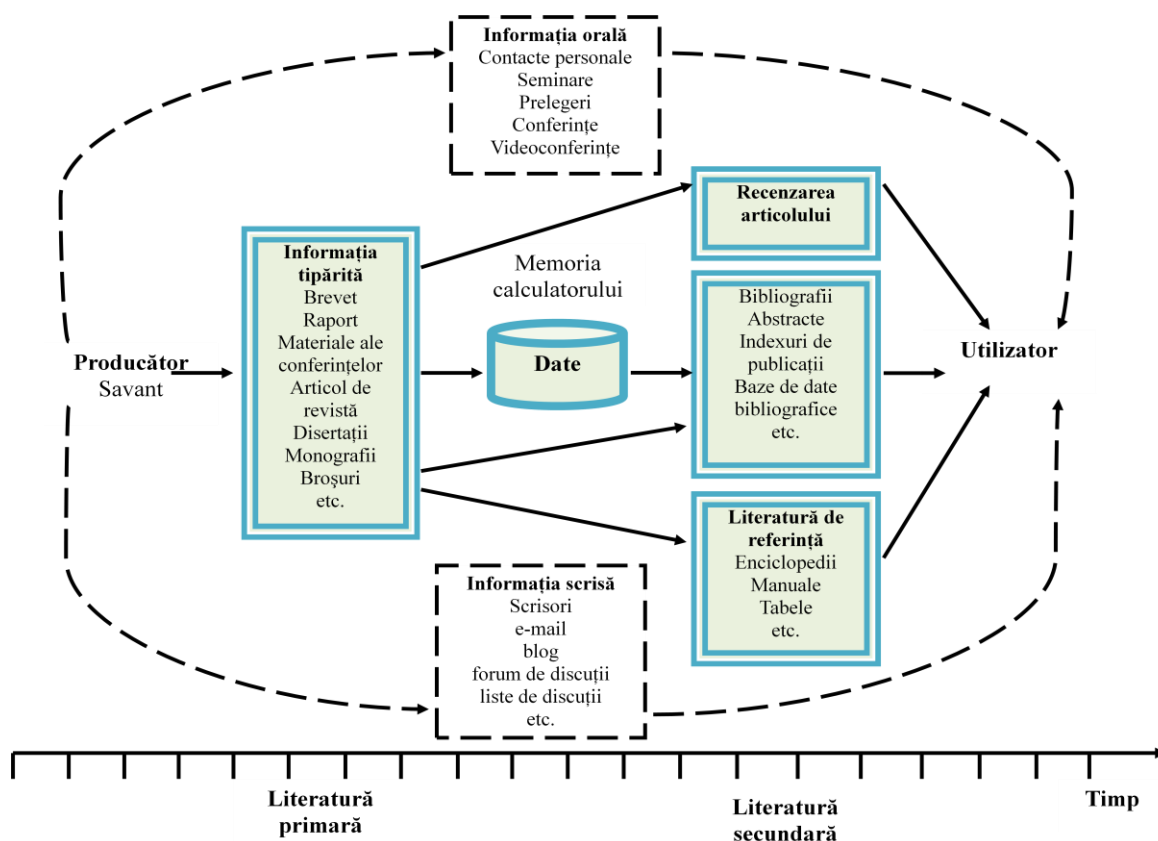 Informația orală
Contacte personale
Seminare
Prelegeri
Conferințe
Videoconferințe
Recenzarea
articolului
Informația
tipărită
Brevet
Raport
Materiale ale
conferințelor
Articol de
revistă
Disertații
Monografii
Broşuri
etc.
Memoria
calculatorului
Date
Bibliografii
Abstracte
Indexuri de
publicații
Baze de date
bibliografice
etc.
Producător
Savant
Utilizator
Literatură de
referință
Enciclopedii
Manuale
Tabele
etc.
Informația scrisă
Scrisori
e-mail
blog
forum de discuții
liste de discuții
etc.
Literatură
primară
Literatură
secundară
Timp